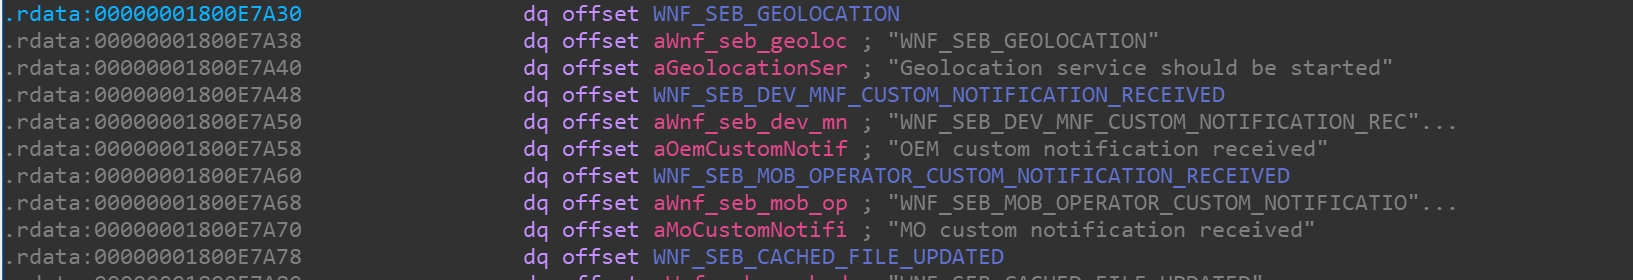 .rdata:00000001800E7A30 dq offset WNF_SEB_GEOLOCATION
.rdata:00000001800E7A38 dq offset aWnf_seb_geoloc ; "WNF_SEB_GEOLOCATION"
.rdata:00000001800E7A40 dq offset aGeolocationSer ; "Geolocation service should be started"
.rdata:00000001800E7A48 dq offset WNF_SEB_DEV_MNF_CUSTOM_NOTIFICATION_RECEIVED
.rdata:00000001800E7A50 dq offset aWnf_seb_dev_mn ; "WNF_SEB_DEV_MNF_CUSTOM_NOTIFICATION_REC"...
.rdata:00000001800E7A58 dq offset aOemCustomNotif ; "OEM custom notification received"
.rdata:00000001800E7A60 dq offset WNF_SEB_MOB_OPERATOR_CUSTOM_NOTIFICATION_RECEIVED
.rdata:00000001800E7A68 dq offset aWnf_seb_mob_op ; "WNF_SEB_MOB_OPERATOR_CUSTOM_NOTIFICATIO"...
.rdata:00000001800E7A70 dq offset aMoCustomNotifi ; "MO custom notification received"
.rdata:00000001800E7A78 dq offset WNF_SEB_CACHED_FILE_UPDATED